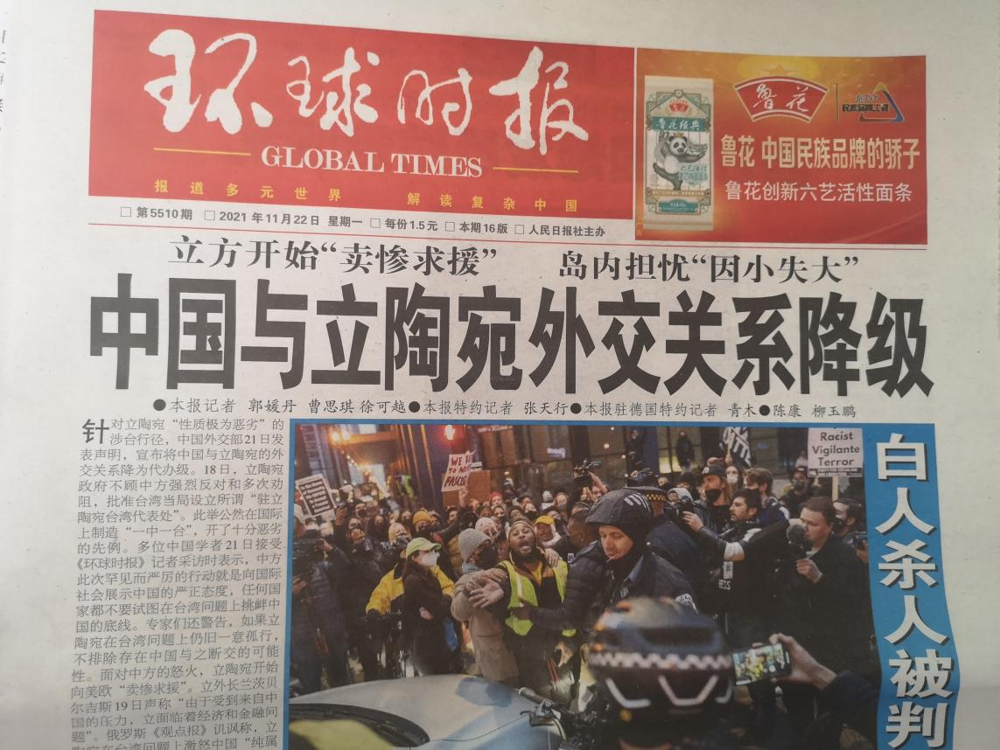 环球时报
GLOBAL TIMES
报道多元世界 解读复杂中国
□ 第5510期 □ 2021年11月22日 星期一 □ 每份1.5元 □ 本期16版 □ 人民日报社主办
鲁花
民族品牌工程
鲁花 中国民族品牌的骄子
鲁花创新六艺活性面条
鲁花经典
立方开始“卖惨求援” 岛内担忧“因小失大”
中国与立陶宛外交关系降级
●本报记者 郭媛丹 曹思琪 徐可越●本报特约记者 张天行●本报驻德国特约记者 青木●陈康 柳玉鹏
针对立陶宛“性质极为恶劣”的
涉台行径，中国外交部21日发
表声明，宣布将中国与立陶宛的外
交关系降为代办级。18日，立陶宛
政府不顾中方强烈反对和多次劝
阻，批准台湾当局设立所谓“驻立
陶宛台湾代表处”。此举公然在国际
上制造“一中一台”，开了十分恶劣
的先例。多位中国学者21日接受
《环球时报》记者采访时表示，中方
此次罕见而严厉的行动就是向国际
社会展示中国的严正态度，任何国
家都不要试图在台湾问题上挑衅中
国的底线。专家们还警告，如果立
陶宛在台湾问题上仍旧一意孤行，
不排除存在中国与之断交的可能
性。面对中方的怒火，立陶宛开始
向美欧“卖惨求援”。立外长兰茨贝
尔吉斯19日声称“由于受到来自中
国的压力，立面临着经济和金融问
题”。俄罗斯《观点报》讥讽称，立
陶宛在台湾问题上激怒中国“纯属
Racist
Vigilante
Terror
白人杀人被判